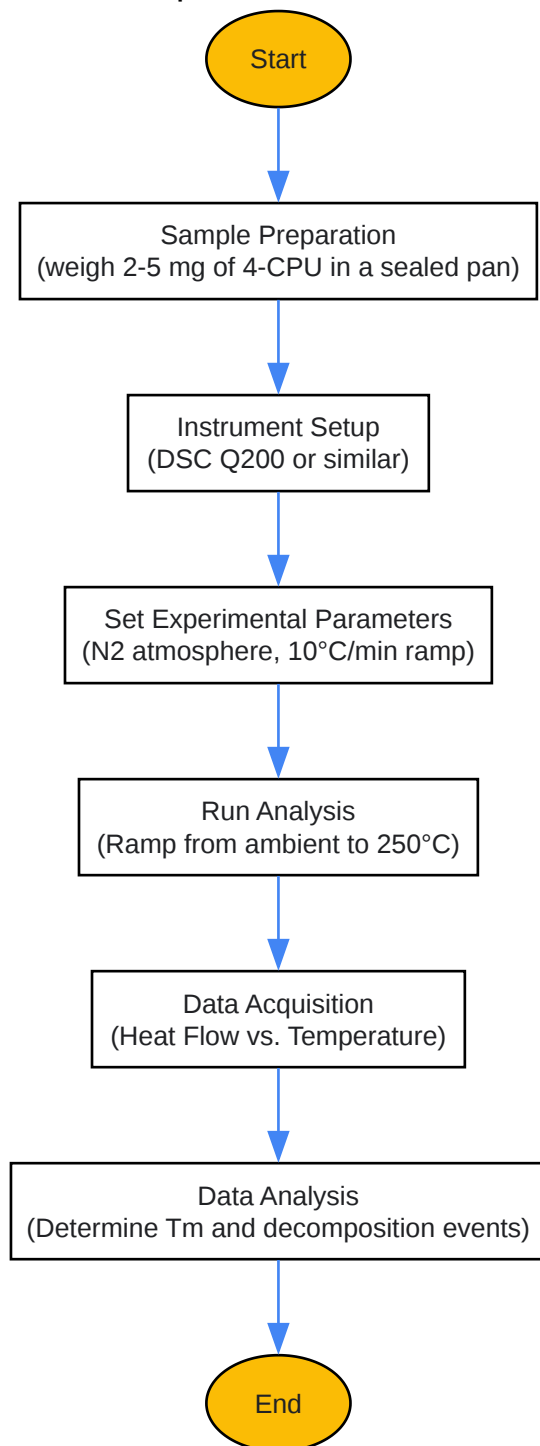 Start
Sample Preparation
(weigh 2-5 mg of 4-CPU in a sealed pan)
Instrument Setup
(DSC Q200 or similar)
Set Experimental Parameters
(N2 atmosphere, 10°C/min ramp)
Run Analysis
(Ramp from ambient to 250°C)
Data Acquisition
(Heat Flow vs. Temperature)
Data Analysis
(Determine Tm and decomposition events)
End